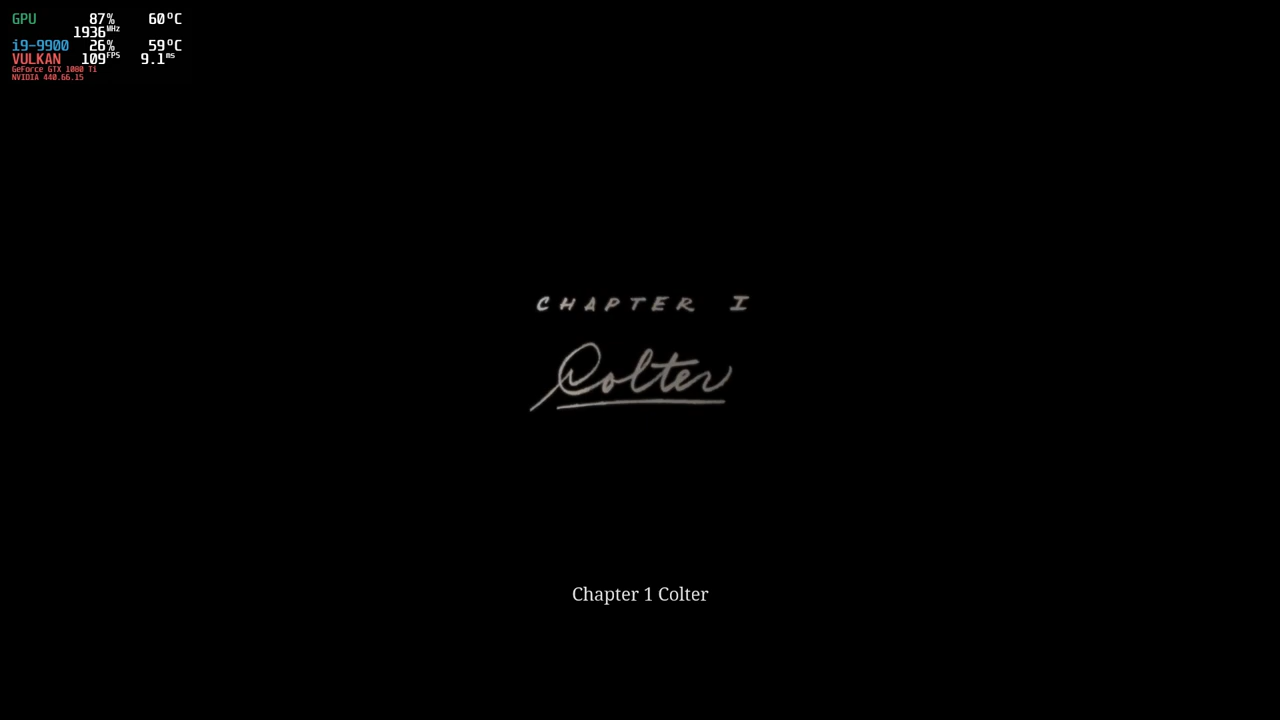 GPU 87% 60°C
1936MHz
i9-9900 26% 59°C
VULKAN 109FPS 9.1ms
GeForce GTX 1080 Ti
NVIDIA 440.66.15
CHAPTER I
Colter
Chapter 1 Colter